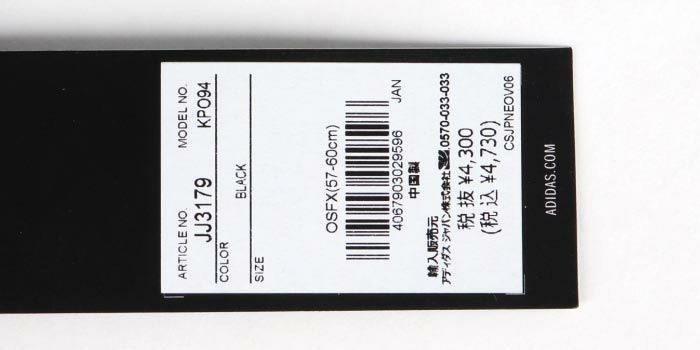 ARTICLE NO. MODEL NO.
JJ3179 KPO94
COLOR
BLACK
SIZE
OSFX(57-60cm)
JAN
4067903029596
中国製
輸入販売元
アディダス ジャパン株式会社 0570-033-033
税抜¥4,300
(税込¥4,730)
CSJPNEOV06
ADIDAS.COM